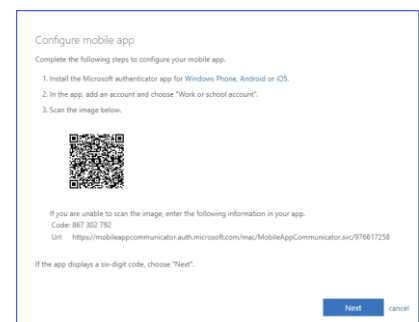 Configure mobile app
Complete the following steps to configure your mobile app.
1. Install the Microsoft authenticator app for Windows Phone, Android or iOS.
2. In the app, add an account and choose "Work or school account".
3. Scan the image below.
If you are unable to scan the image, enter the following information in your app.
Code: 867 302 792
Url: https://mobileappcommunicator.auth.microsoft.com/mac/MobileAppCommunicator.svc/976617258
If the app displays a six-digit code, choose "Next".
Next cancel